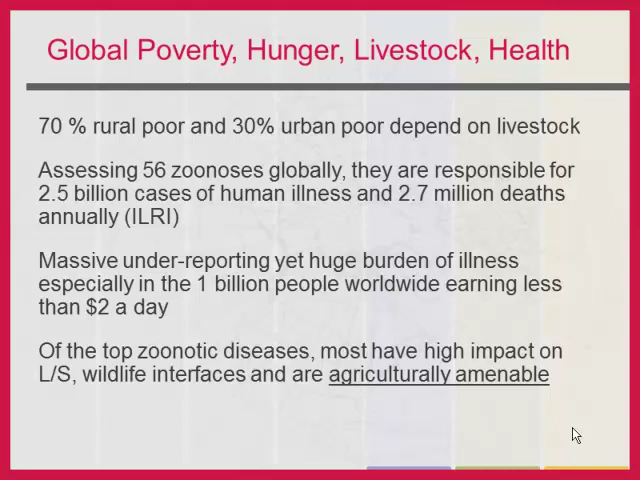 Global Poverty, Hunger, Livestock, Health
70 % rural poor and 30% urban poor depend on livestock
Assessing 56 zoonoses globally, they are responsible for
2.5 billion cases of human illness and 2.7 million deaths
annually (ILRI)
Massive under-reporting yet huge burden of illness
especially in the 1 billion people worldwide earning less
than $2 a day
Of the top zoonotic diseases, most have high impact on
L/S, wildlife interfaces and are agriculturally amenable